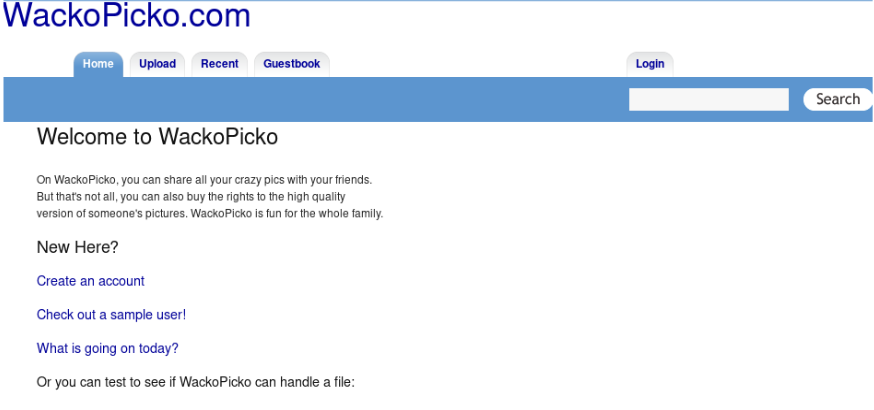 WackoPicko.com
Home Upload Recent Guestbook Login
Search
Welcome to WackoPicko
On WackoPicko, you can share all your crazy pics with your friends.
But that's not all, you can also buy the rights to the high quality
version of someone's pictures. WackoPicko is fun for the whole family.
New Here?
Create an account
Check out a sample user!
What is going on today?
Or you can test to see if WackoPicko can handle a file: